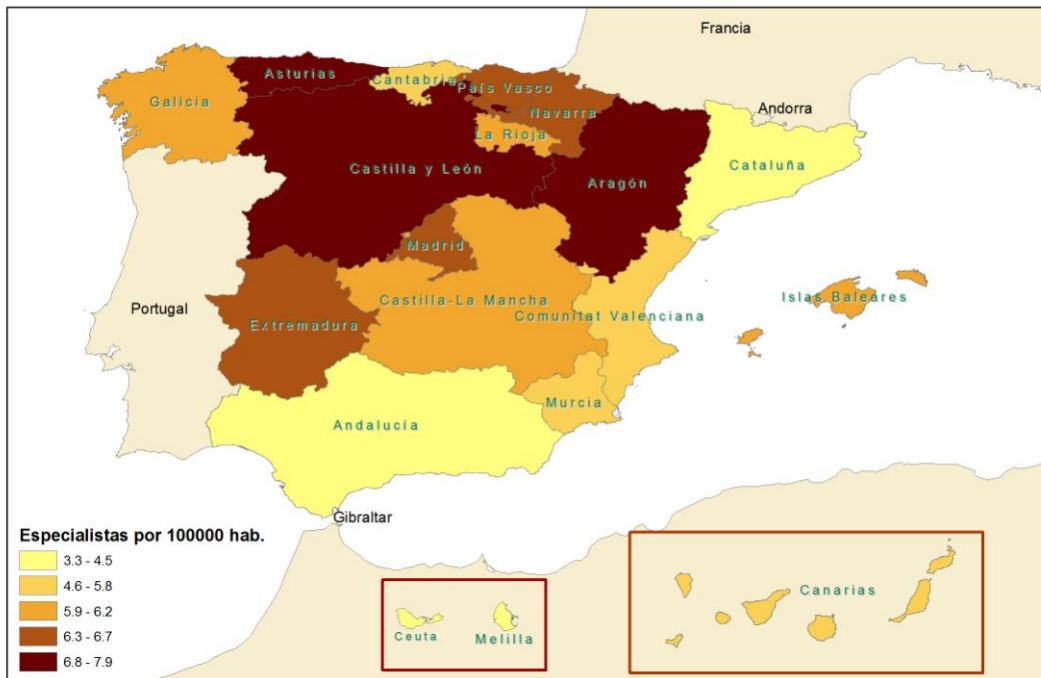 Francia
Asturias
Cantabria
País Vasco
Galicia
Navarra
Andorra
La Rioja
Castilla y León
Cataluña
Aragón
Madrid
Castilla-La Mancha
Islas Baleares
Portugal
Comunitat Valenciana
Extremadura
Murcia
Andalucía
Gibraltar
Especialistas por 100000 hab.
3.3 - 4.5
4.6 - 5.8
5.9 - 6.2
6.3 - 6.7
6.8 - 7.9
Ceuta
Melilla
Canarias